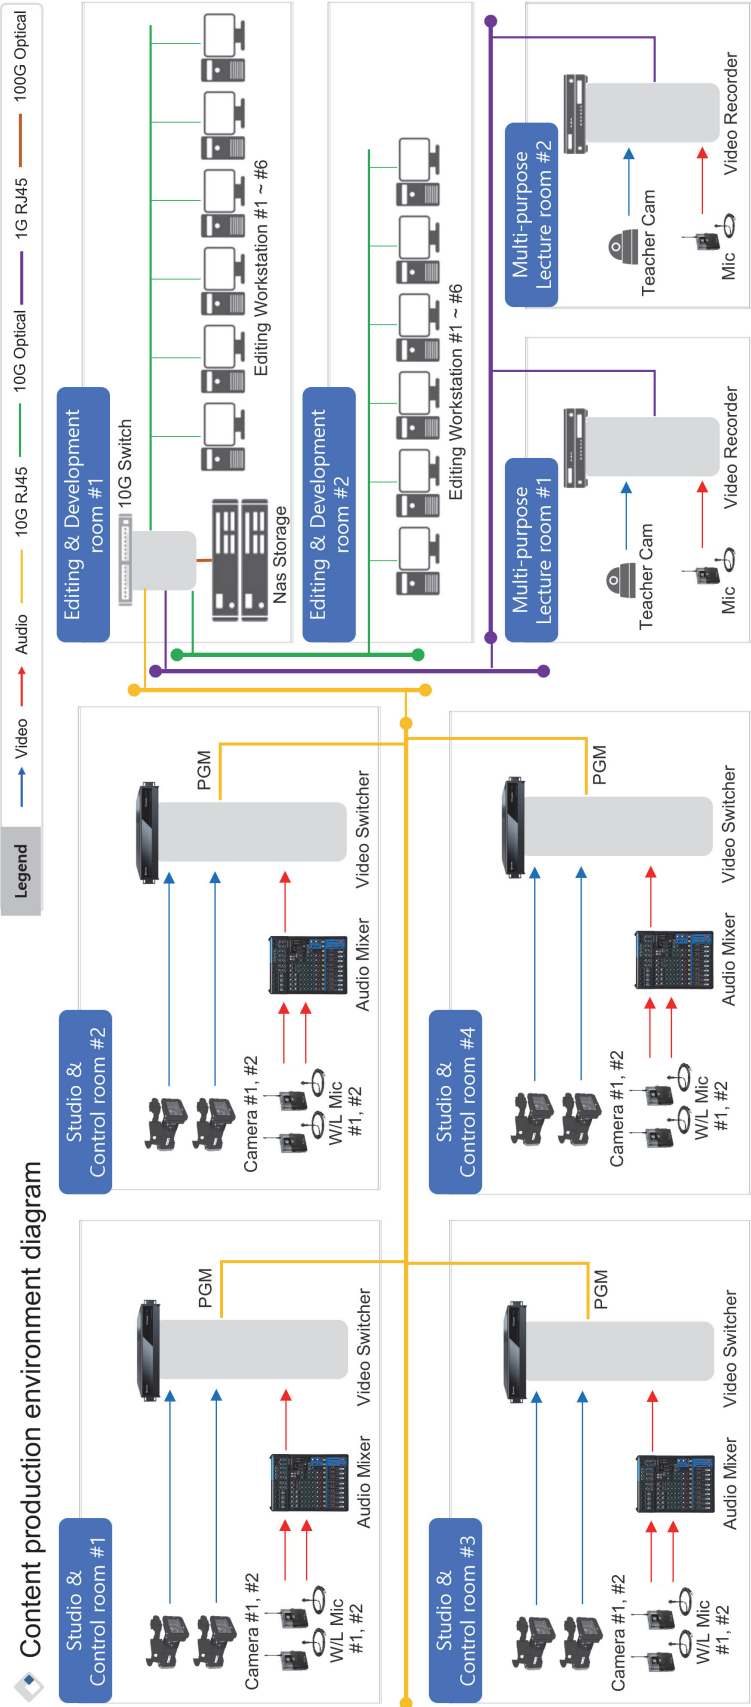 Content production environment diagram
Legend
Video
Audio
10G RJ45
10G Optical
1G RJ45
100G Optical
Studio &
Control room #1
Camera #1, #2
W/L Mic
#1, #2
Audio Mixer
Video Switcher
PGM
Studio &
Control room #2
Camera #1, #2
W/L Mic
#1, #2
Audio Mixer
Video Switcher
PGM
Studio &
Control room #3
Camera #1, #2
W/L Mic
#1, #2
Audio Mixer
Video Switcher
PGM
Studio &
Control room #4
Camera #1, #2
W/L Mic
#1, #2
Audio Mixer
Video Switcher
PGM
Editing & Development
room #1
10G Switch
Nas Storage
Editing Workstation #1 ~ #6
Editing & Development
room #2
Editing Workstation #1 ~ #6
Multi-purpose
Lecture room #1
Teacher Cam
Mic
Video Recorder
Multi-purpose
Lecture room #2
Teacher Cam
Mic
Video Recorder